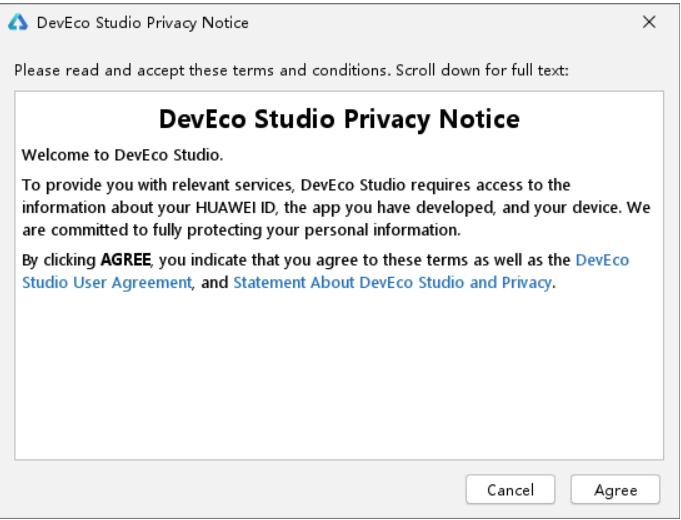 DevEco Studio Privacy Notice
Please read and accept these terms and conditions. Scroll down for full text:
DevEco Studio Privacy Notice
Welcome to DevEco Studio.
To provide you with relevant services, DevEco Studio requires access to the
information about your HUAWEI ID, the app you have developed, and your device. We
are committed to fully protecting your personal information.
By clicking AGREE, you indicate that you agree to these terms as well as the DevEco
Studio User Agreement, and Statement About DevEco Studio and Privacy.
Cancel Agree